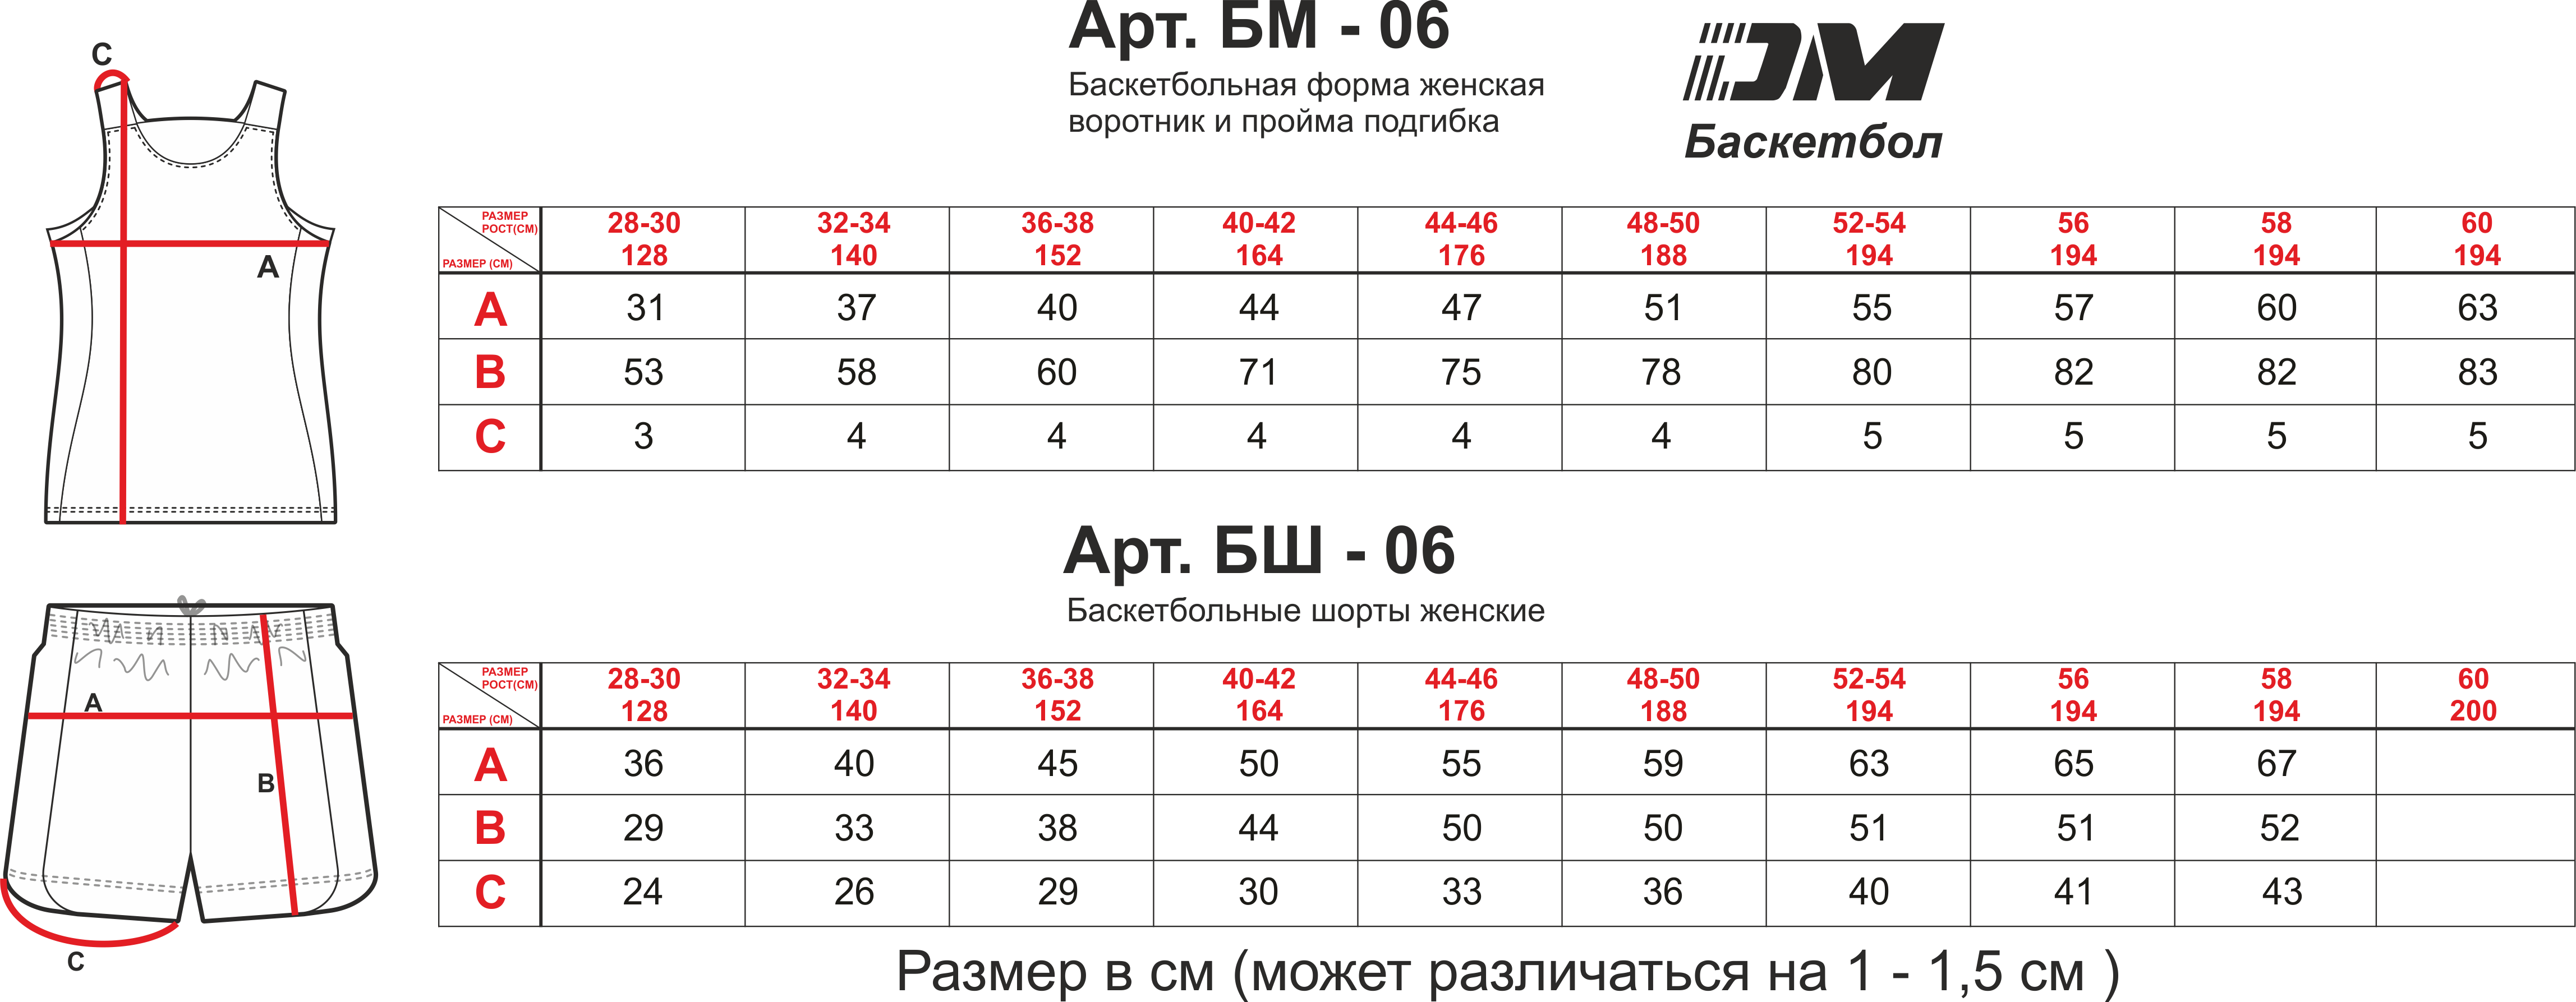 Арт. БМ - 06
Баскетбольная форма женская
воротник и пройма подгибка
DM
Баскетбол
C
A
РАЗМЕР
РОСТ(СМ)
РАЗМЕР (СМ)
28-30 32-34 36-38 40-42 44-46 48-50 52-54 56 58 60
128 140 152 164 176 188 194 194 194 194
A 31 37 40 44 47 51 55 57 60 63
B 53 58 60 71 75 78 80 82 82 83
C 3 4 4 4 4 4 5 5 5 5
Арт. БШ - 06
Баскетбольные шорты женские
A
B
C
РАЗМЕР
РОСТ(СМ)
РАЗМЕР (СМ)
28-30 32-34 36-38 40-42 44-46 48-50 52-54 56 58 60
128 140 152 164 176 188 194 194 194 200
A 36 40 45 50 55 59 63 65 67
B 29 33 38 44 50 50 51 51 52
C 24 26 29 30 33 36 40 41 43
Размер в см (может различаться на 1 - 1,5 см )